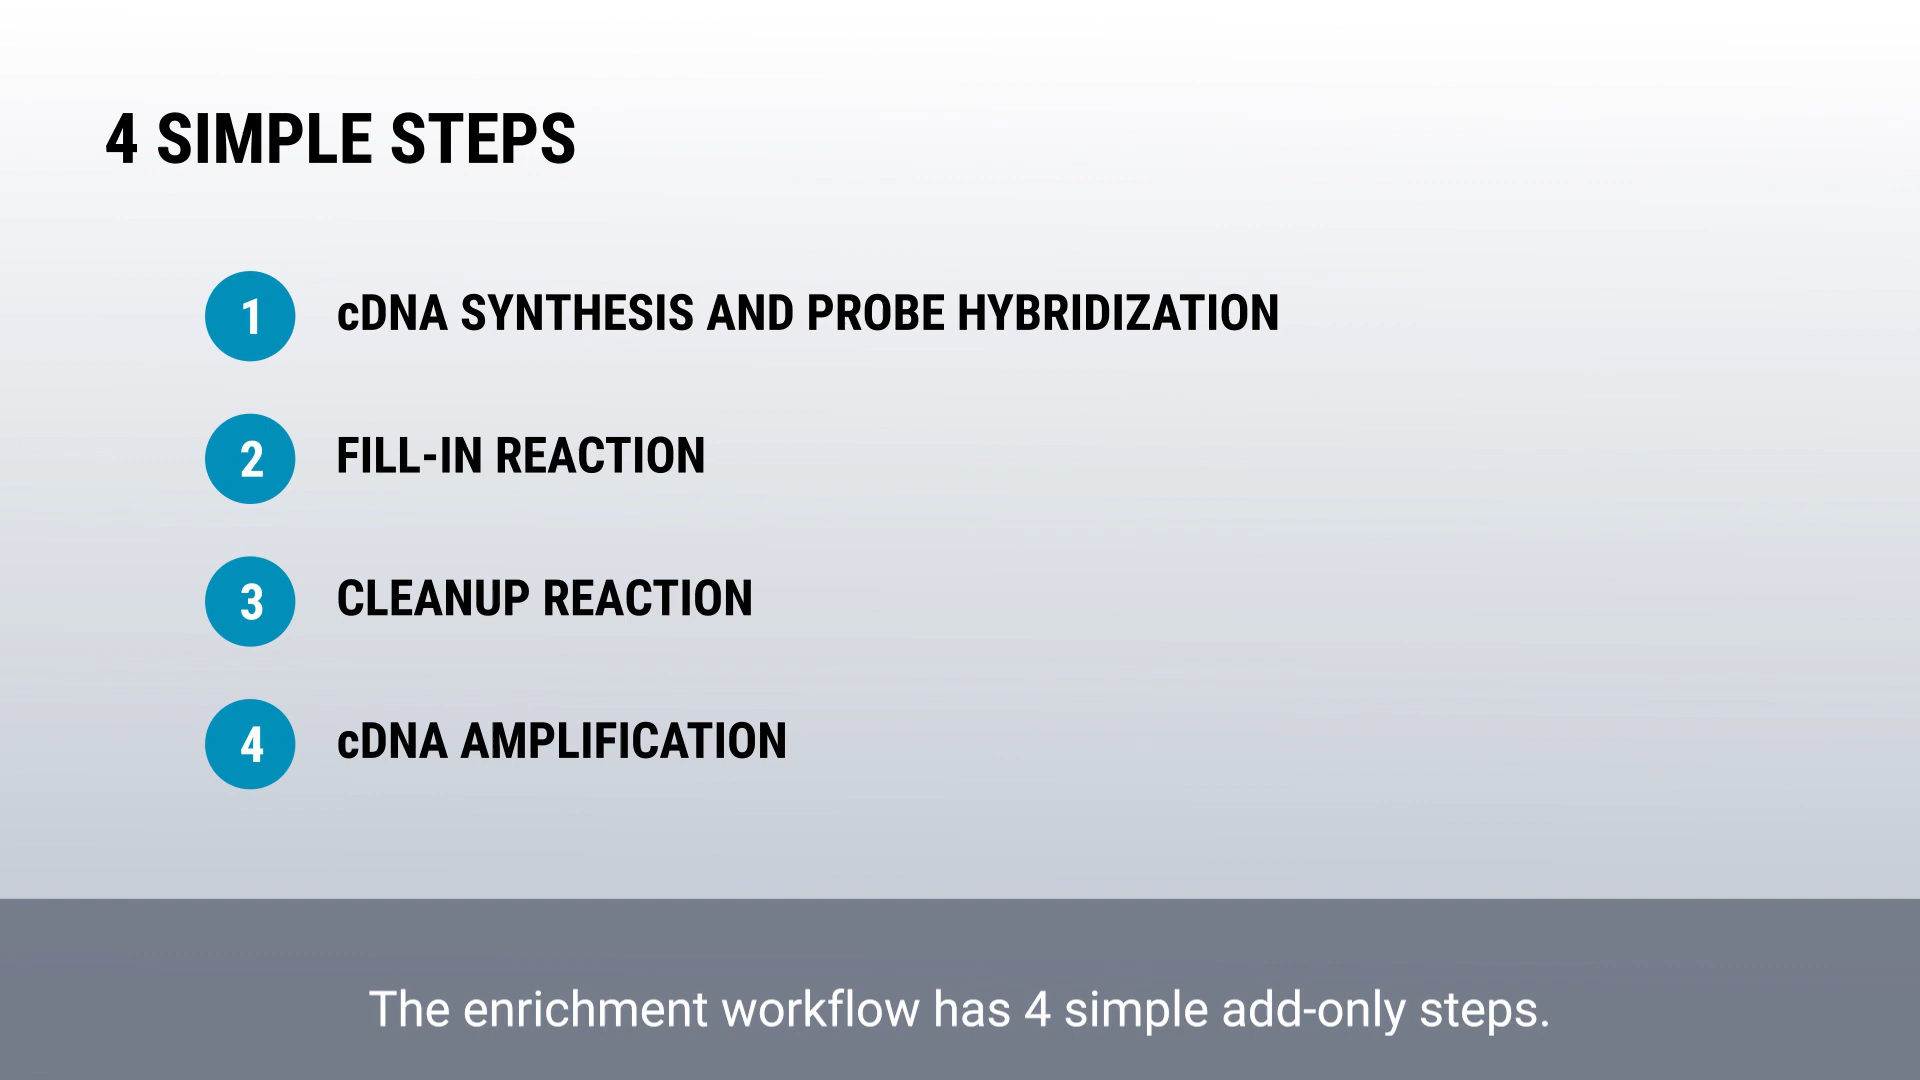 4 SIMPLE STEPS
1 cDNA SYNTHESIS AND PROBE HYBRIDIZATION
2 FILL-IN REACTION
3 CLEANUP REACTION
4 cDNA AMPLIFICATION
The enrichment workflow has 4 simple add-only steps.